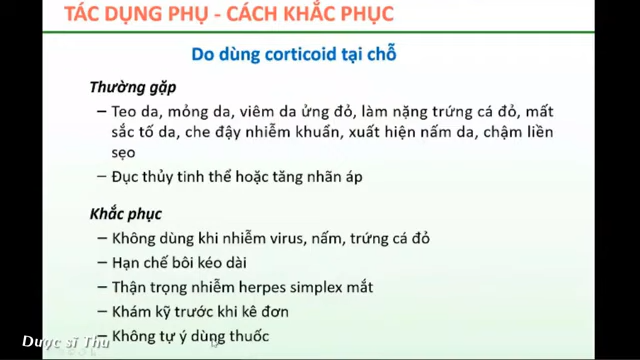 TÁC DỤNG PHỤ - CÁCH KHẮC PHỤC
Do dùng corticoid tại chỗ
Thường gặp
– Teo da, mỏng da, viêm da ửng đỏ, làm nặng trứng cá đỏ, mất
sắc tố da, che đậy nhiễm khuẩn, xuất hiện nấm da, chậm liền
sẹo
– Đục thủy tinh thể hoặc tăng nhãn áp
Khắc phục
– Không dùng khi nhiễm virus, nấm, trứng cá đỏ
– Hạn chế bôi kéo dài
– Thận trọng nhiễm herpes simplex mắt
– Khám kỹ trước khi kê đơn
– Không tự ý dùng thuốc
Dược sĩ Thu